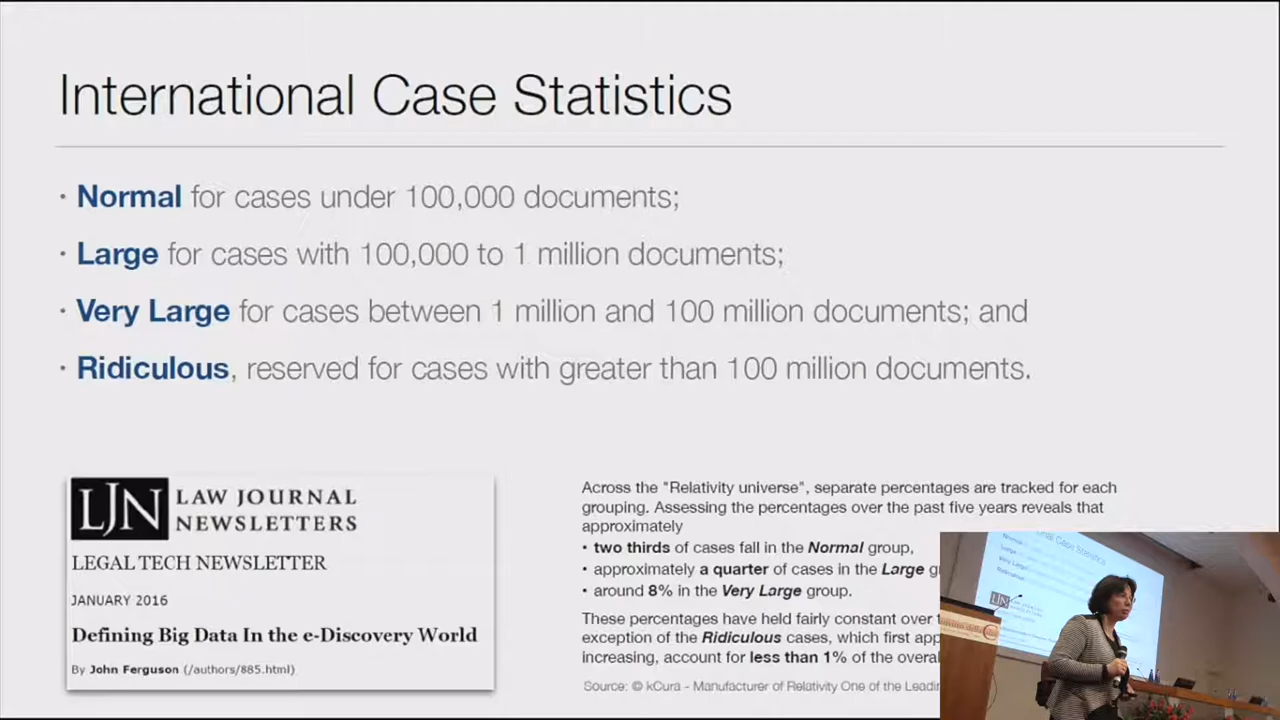 International Case Statistics
· Normal for cases under 100,000 documents;
· Large for cases with 100,000 to 1 million documents;
· Very Large for cases between 1 million and 100 million documents; and
· Ridiculous, reserved for cases with greater than 100 million documents.
LJN LAW JOURNAL
NEWSLETTERS
LEGAL TECH NEWSLETTER
JANUARY 2016
Defining Big Data In the e-Discovery World
By John Ferguson (/authors/885.html)
Across the "Relativity universe", separate percentages are tracked for each
grouping. Assessing the percentages over the past five years reveals that
approximately
• two thirds of cases fall in the Normal group,
• approximately a quarter of cases in the Large
• around 8% in the Very Large group.
These percentages have held fairly constant over
exception of the Ridiculous cases, which first
increasing, account for less than 1% of the
Source: © kCura - Manufacturer of Relativity One of the